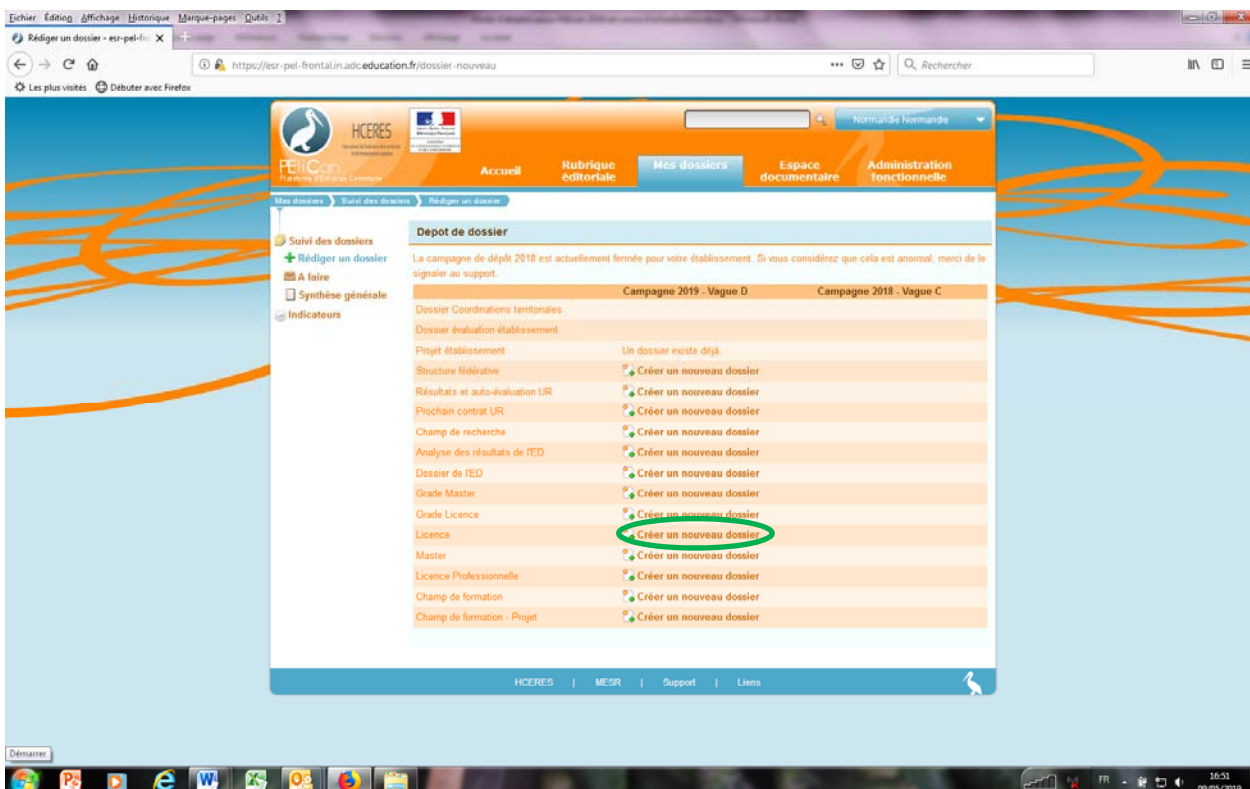 Fichier Édition Affichage Historique Marque-pages Outils ?
Rédiger un dossier - esr-pel-fro
https://esr-pel-frontal.in.adc.education.fr/dossier-nouveau
Rechercher
Les plus visités Débuter avec Firefox
HCERES
PEliCan
Normandie Normandie
Accueil
Rubrique éditoriale
Mes dossiers
Espace documentaire
Administration fonctionnelle
Mes dossiers Suivi des dossiers Rédiger un dossier
Suivi des dossiers
Rédiger un dossier
A faire
Synthèse générale
Indicateurs
Depot de dossier
La campagne de dépôt 2018 est actuellement fermée pour votre établissement. Si vous considérez que cela est anormal, merci de le
signaler au support.
Campagne 2019 - Vague D Campagne 2018 - Vague C
Dossier Coordinations territoriales
Dossier évaluation établissement
Projet établissement Un dossier existe déjà
Structure fédérative Créer un nouveau dossier
Résultats et auto-évaluation UR Créer un nouveau dossier
Prochain contrat UR Créer un nouveau dossier
Champ de recherche Créer un nouveau dossier
Analyse des résultats de l'ED Créer un nouveau dossier
Dossier de l'ED Créer un nouveau dossier
Grade Master Créer un nouveau dossier
Grade Licence Créer un nouveau dossier
Licence Créer un nouveau dossier
Master Créer un nouveau dossier
Licence Professionnelle Créer un nouveau dossier
Champ de formation Créer un nouveau dossier
Champ de formation - Projet Créer un nouveau dossier
HCERES | MESR | Support | Liens
Démarrer
FR
16:51
09/05/2019